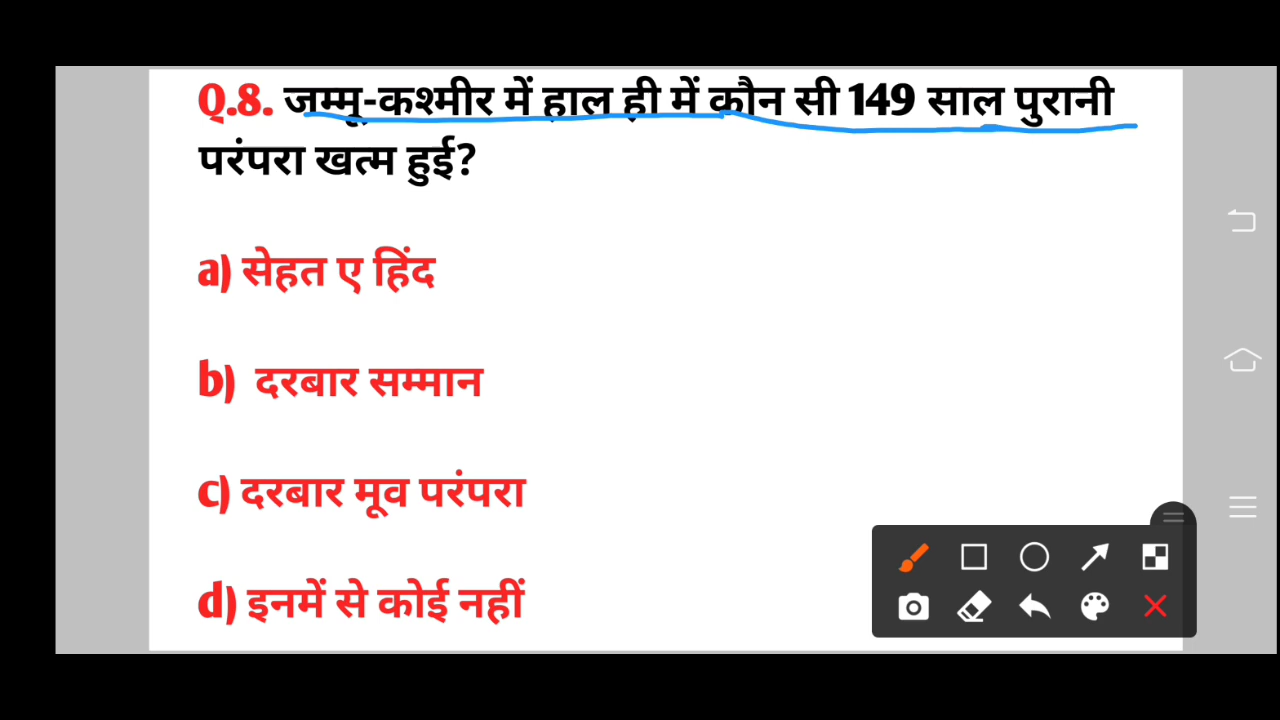 Q.8. जम्मू-कश्मीर में हाल ही में कौन सी 149 साल पुरानी
परंपरा खत्म हुई?
a) सेहत ए हिंद
b) दरबार सम्मान
c) दरबार मूव परंपरा
d) इनमें से कोई नहीं